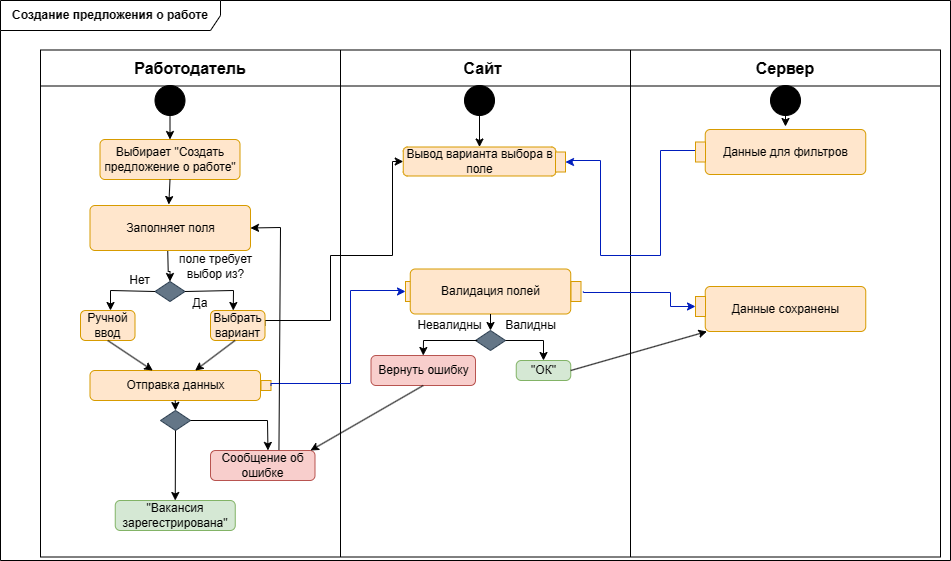 Создание предложения о работе
Работодатель
Сайт
Сервер
Выбирает "Создать
предложение о работе"
Вывод варианта выбора в
поле
Данные для фильтров
Заполняет поля
поле требует
выбор из?
Нет
Да
Ручной
ввод
Выбрать
вариант
Валидация полей
Данные сохранены
Невалидны
Валидны
Вернуть ошибку
"ОК"
Отправка данных
Сообщение об
ошибке
"Вакансия
зарегестрирована"